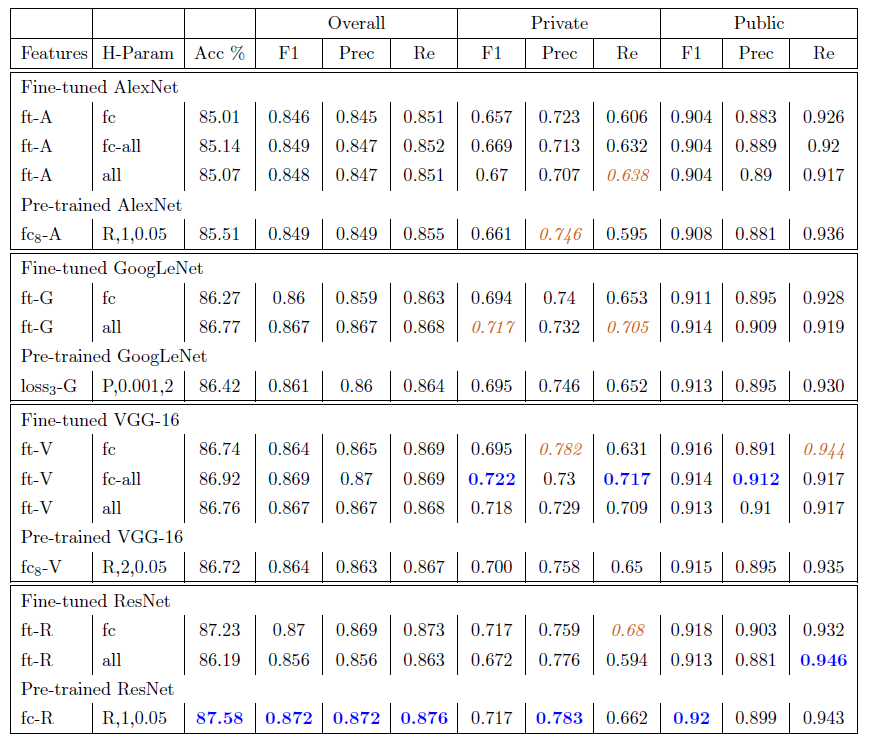 Overall Private Public
Features H-Param Acc % F1 Prec Re F1 Prec Re F1 Prec Re
Fine-tuned AlexNet
ft-A fc 85.01 0.846 0.845 0.851 0.657 0.723 0.606 0.904 0.883 0.926
ft-A fc-all 85.14 0.849 0.847 0.852 0.669 0.713 0.632 0.904 0.889 0.92
ft-A all 85.07 0.848 0.847 0.851 0.67 0.707 0.638 0.904 0.89 0.917
Pre-trained AlexNet
fc₈-A R,1,0.05 85.51 0.849 0.849 0.855 0.661 0.746 0.595 0.908 0.881 0.936
Fine-tuned GoogLeNet
ft-G fc 86.27 0.86 0.859 0.863 0.694 0.74 0.653 0.911 0.895 0.928
ft-G all 86.77 0.867 0.867 0.868 0.717 0.732 0.705 0.914 0.909 0.919
Pre-trained GoogLeNet
loss₃-G P,0.001,2 86.42 0.861 0.86 0.864 0.695 0.746 0.652 0.913 0.895 0.930
Fine-tuned VGG-16
ft-V fc 86.74 0.864 0.865 0.869 0.695 0.782 0.631 0.916 0.891 0.944
ft-V fc-all 86.92 0.869 0.87 0.869 0.722 0.73 0.717 0.914 0.912 0.917
ft-V all 86.76 0.867 0.867 0.868 0.718 0.729 0.709 0.913 0.91 0.917
Pre-trained VGG-16
fc₈-V R,2,0.05 86.72 0.864 0.863 0.867 0.700 0.758 0.65 0.915 0.895 0.935
Fine-tuned ResNet
ft-R fc 87.23 0.87 0.869 0.873 0.717 0.759 0.68 0.918 0.903 0.932
ft-R all 86.19 0.856 0.856 0.863 0.672 0.776 0.594 0.913 0.881 0.946
Pre-trained ResNet
fc-R R,1,0.05 87.58 0.872 0.872 0.876 0.717 0.783 0.662 0.92 0.899 0.943